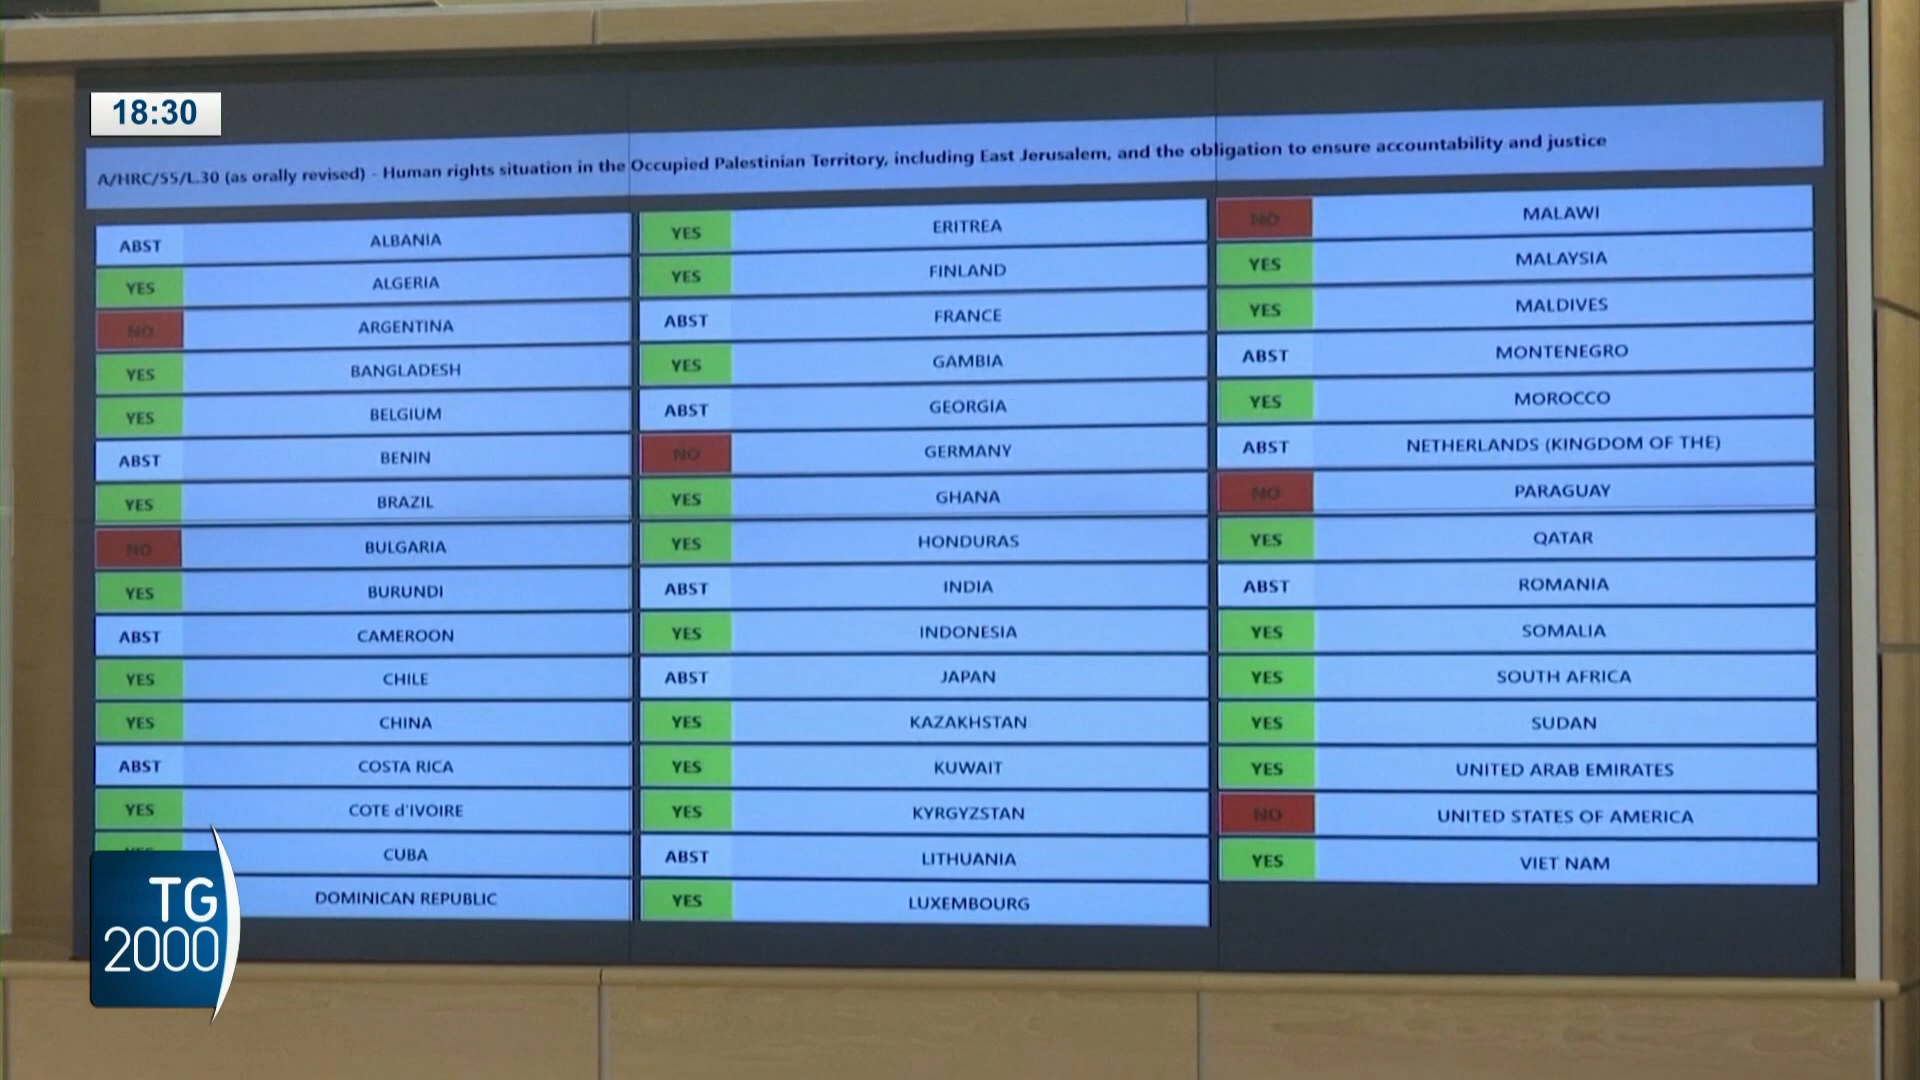 18:30
A/HRC/55/L.30 (as orally revised) - Human rights situation in the Occupied Palestinian Territory, including East Jerusalem, and the obligation to ensure accountability and justice
ABST ALBANIA
YES ALGERIA
NO ARGENTINA
YES BANGLADESH
YES BELGIUM
ABST BENIN
YES BRAZIL
NO BULGARIA
YES BURUNDI
ABST CAMEROON
YES CHILE
YES CHINA
ABST COSTA RICA
YES COTE d'IVOIRE
YES CUBA
DOMINICAN REPUBLIC
YES ERITREA
YES FINLAND
ABST FRANCE
YES GAMBIA
ABST GEORGIA
NO GERMANY
YES GHANA
YES HONDURAS
ABST INDIA
YES INDONESIA
ABST JAPAN
YES KAZAKHSTAN
YES KUWAIT
YES KYRGYZSTAN
ABST LITHUANIA
YES LUXEMBOURG
NO MALAWI
YES MALAYSIA
YES MALDIVES
ABST MONTENEGRO
YES MOROCCO
ABST NETHERLANDS (KINGDOM OF THE)
NO PARAGUAY
YES QATAR
ABST ROMANIA
YES SOMALIA
YES SOUTH AFRICA
YES SUDAN
YES UNITED ARAB EMIRATES
NO UNITED STATES OF AMERICA
YES VIET NAM
TG
2000